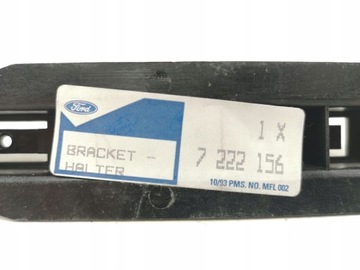 Ford
1 X
BRACKET -
7 222 156
HALTER
10/93 PMS. NO. MFL 002